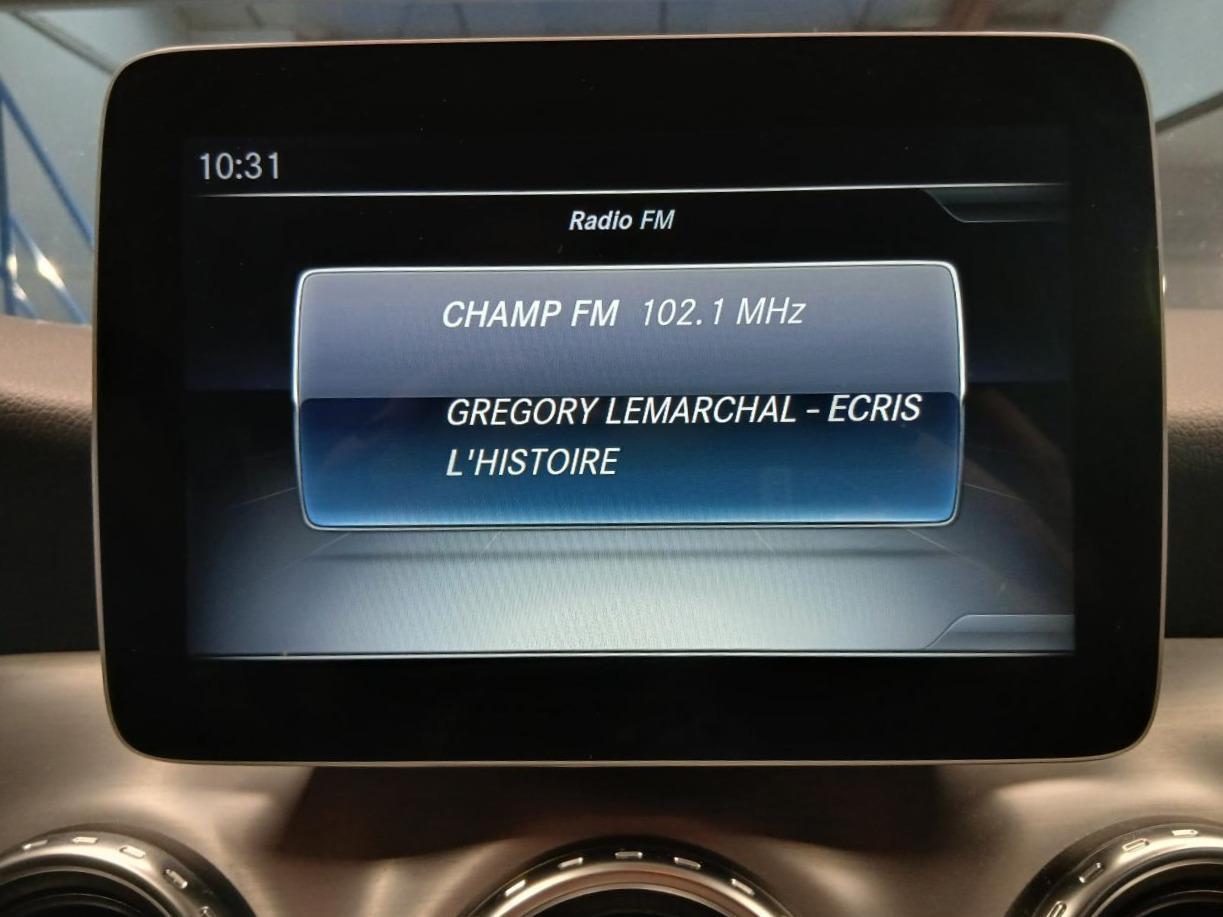 10:31
Radio FM
CHAMP FM 102.1 MHz
GREGORY LEMARCHAL - ECRIS
L'HISTOIRE